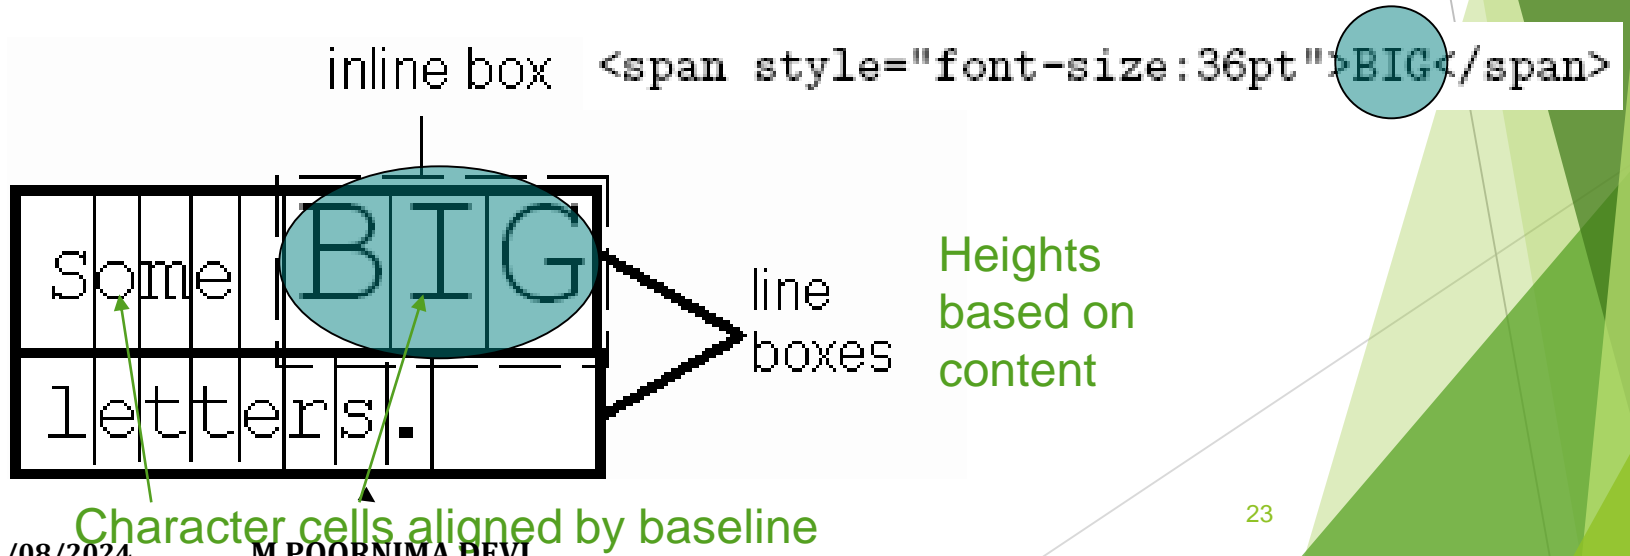 inline box <span style="font-size:36pt">BIG</span>
Some BIG
letters.
line
boxes
Heights
based on
content
Character cells aligned by baseline
23
/08/2024 M.POORNIMA DEVI